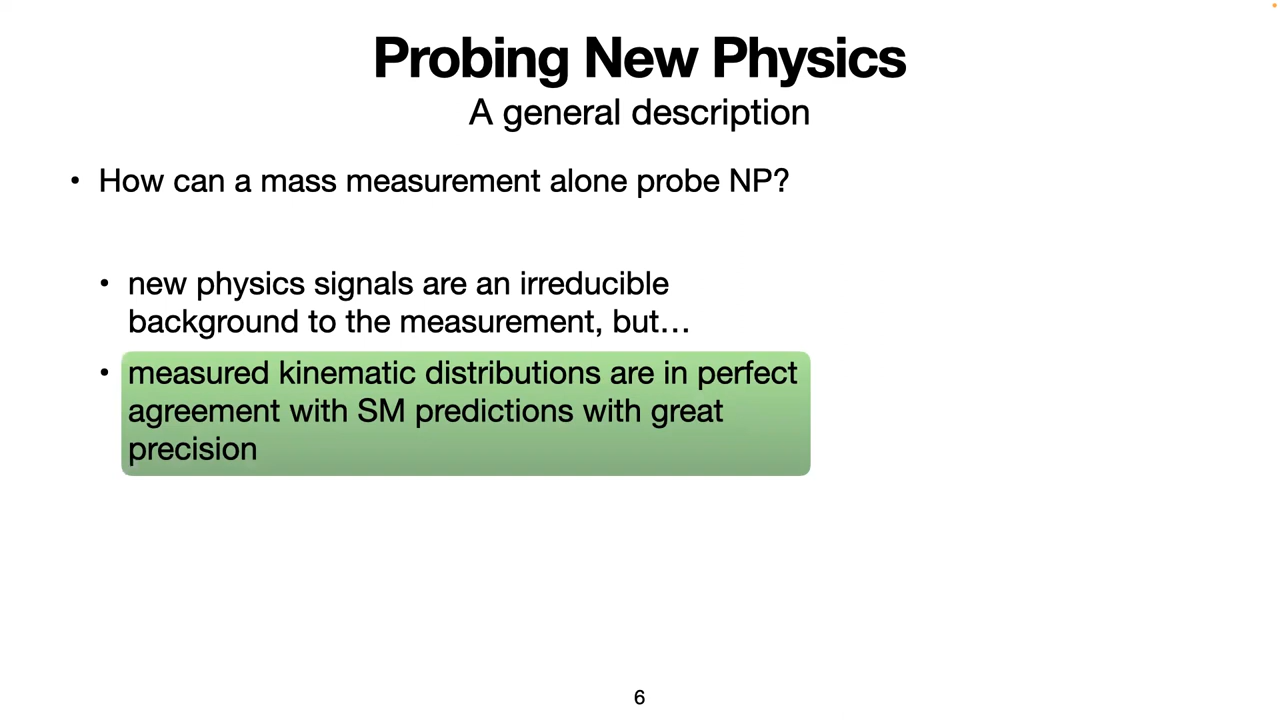 Probing New Physics
A general description
• How can a mass measurement alone probe NP?
• new physics signals are an irreducible
background to the measurement, but…
• measured kinematic distributions are in perfect
agreement with SM predictions with great
precision
6